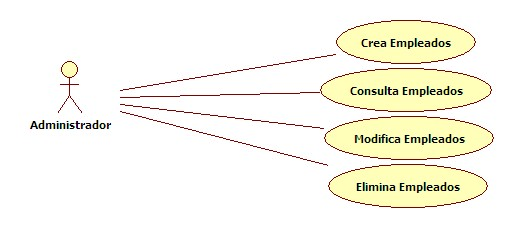 Crea Empleados
Consulta Empleados
Administrador
Modifica Empleados
Elimina Empleados